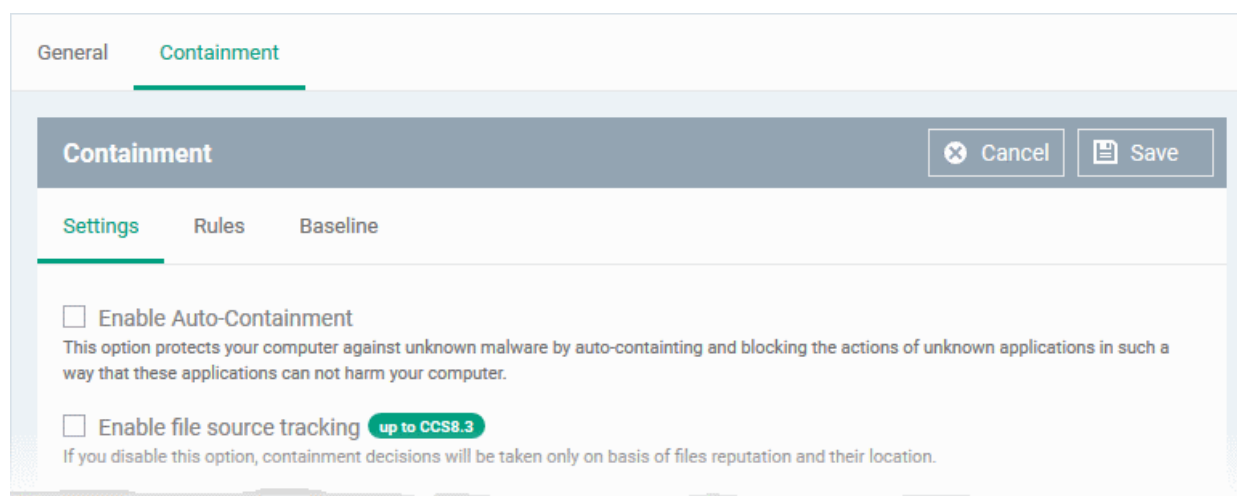 General Containment
Containment Cancel Save
Settings Rules Baseline
Enable Auto-Containment
This option protects your computer against unknown malware by auto-containting and blocking the actions of unknown applications in such a
way that these applications can not harm your computer.
Enable file source tracking up to CCS8.3
If you disable this option, containment decisions will be taken only on basis of files reputation and their location.